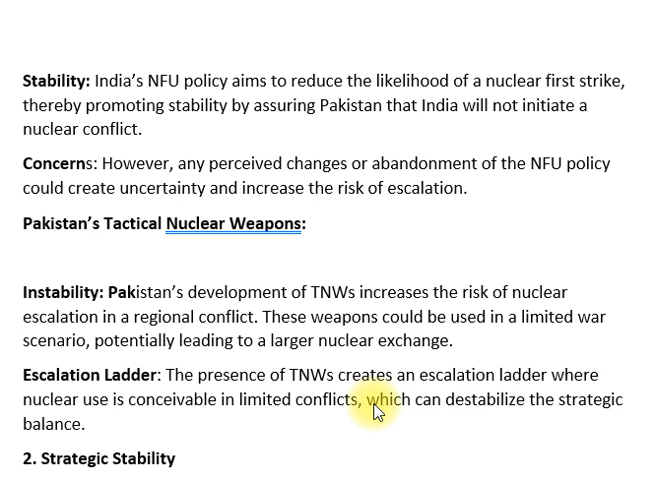 Stability: India’s NFU policy aims to reduce the likelihood of a nuclear first strike,
thereby promoting stability by assuring Pakistan that India will not initiate a
nuclear conflict.
Concerns: However, any perceived changes or abandonment of the NFU policy
could create uncertainty and increase the risk of escalation.
Pakistan’s Tactical Nuclear Weapons:
Instability: Pakistan’s development of TNWs increases the risk of nuclear
escalation in a regional conflict. These weapons could be used in a limited war
scenario, potentially leading to a larger nuclear exchange.
Escalation Ladder: The presence of TNWs creates an escalation ladder where
nuclear use is conceivable in limited conflicts, which can destabilize the strategic
balance.
2. Strategic Stability